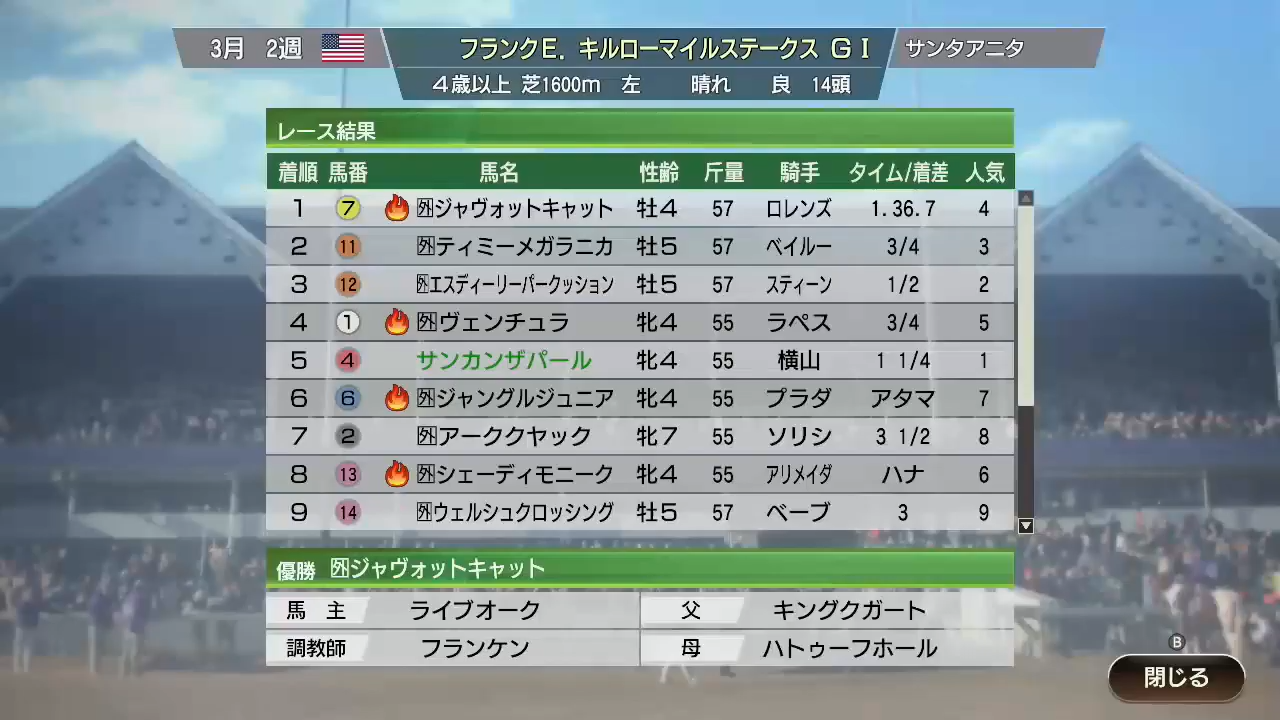 3月 2週 フランクE. キルローマイルステークス GⅠ サンタアニタ
4歳以上 芝1600m 左 晴れ 良 14頭
レース結果
着順 馬番 馬名 性齢 斤量 騎手 タイム/着差 人気
1 7 外ジャヴォットキャット 牡4 57 ロレンズ 1.36.7 4
2 11 外ティミーメガラニカ 牡5 57 ベイルー 3/4 3
3 12 外エスディーリーパークッション 牡5 57 スティーン 1/2 2
4 1 外ヴェンチュラ 牝4 55 ラペス 3/4 5
5 4 サンカンザパール 牝4 55 横山 1 1/4 1
6 6 外ジャングルジュニア 牝4 55 プラダ アタマ 7
7 2 外アーククヤック 牝7 55 ソリシ 3 1/2 8
8 13 外シェーディモニーク 牝4 55 アリメイダ ハナ 6
9 14 外ウェルシュクロッシング 牡5 57 ベーブ 3 9
優勝 外ジャヴォットキャット
馬主 ライブオーク 父 キングクガート
調教師 フランケン 母 ハトゥーフホール
B
閉じる